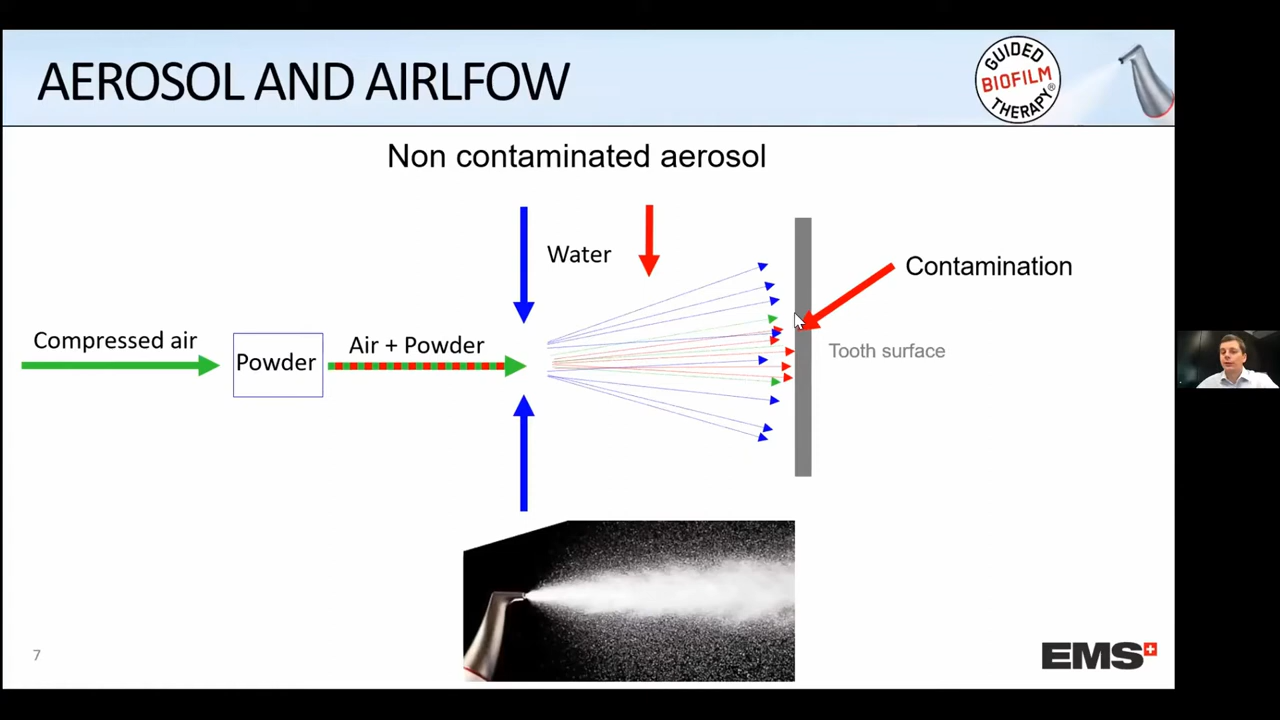 AEROSOL AND AIRLFOW
GUIDED
BIOFILM
THERAPY®
Non contaminated aerosol
Water
Contamination
Compressed air
Powder
Air + Powder
Tooth surface
7
EMS